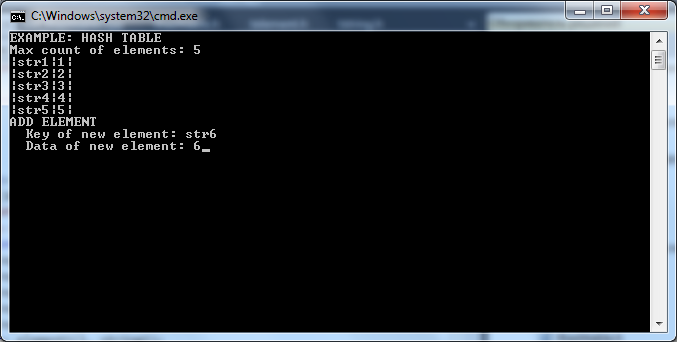 C:\Windows\system32\cmd.exe
EXAMPLE: HASH TABLE
Max count of elements: 5
¦str1¦1¦
¦str2¦2¦
¦str3¦3¦
¦str4¦4¦
¦str5¦5¦
ADD ELEMENT
  Key of new element: str6
  Data of new element: 6_